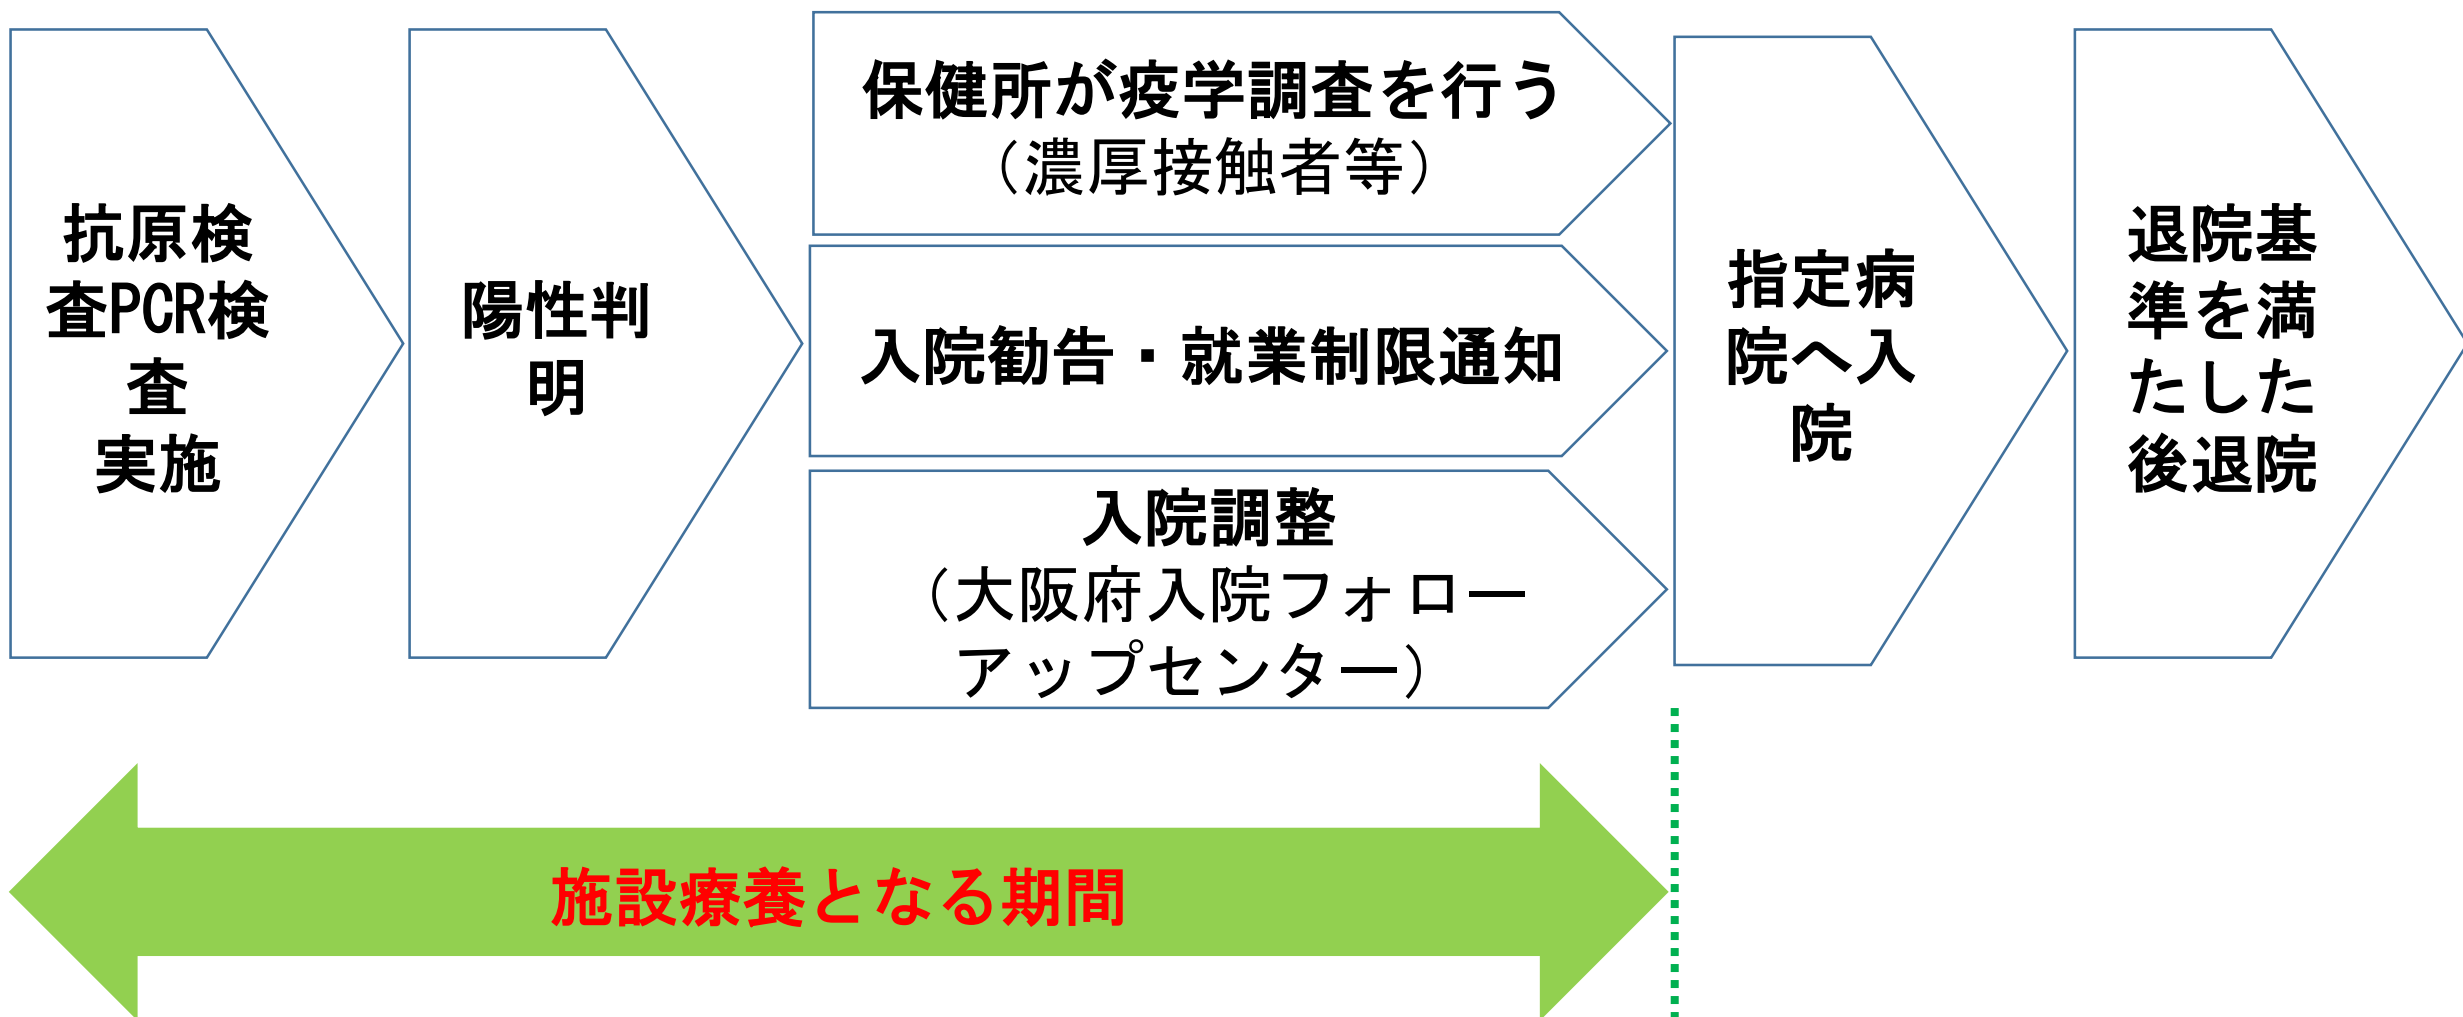 抗原検
査PCR検
査
実施
陽性判
明
保健所が疫学調査を行う
（濃厚接触者等）
入院勧告・就業制限通知
入院調整
（大阪府入院フォロー
アップセンター）
指定病
院へ入
院
退院基
準を満
たした
後退院
施設療養となる期間